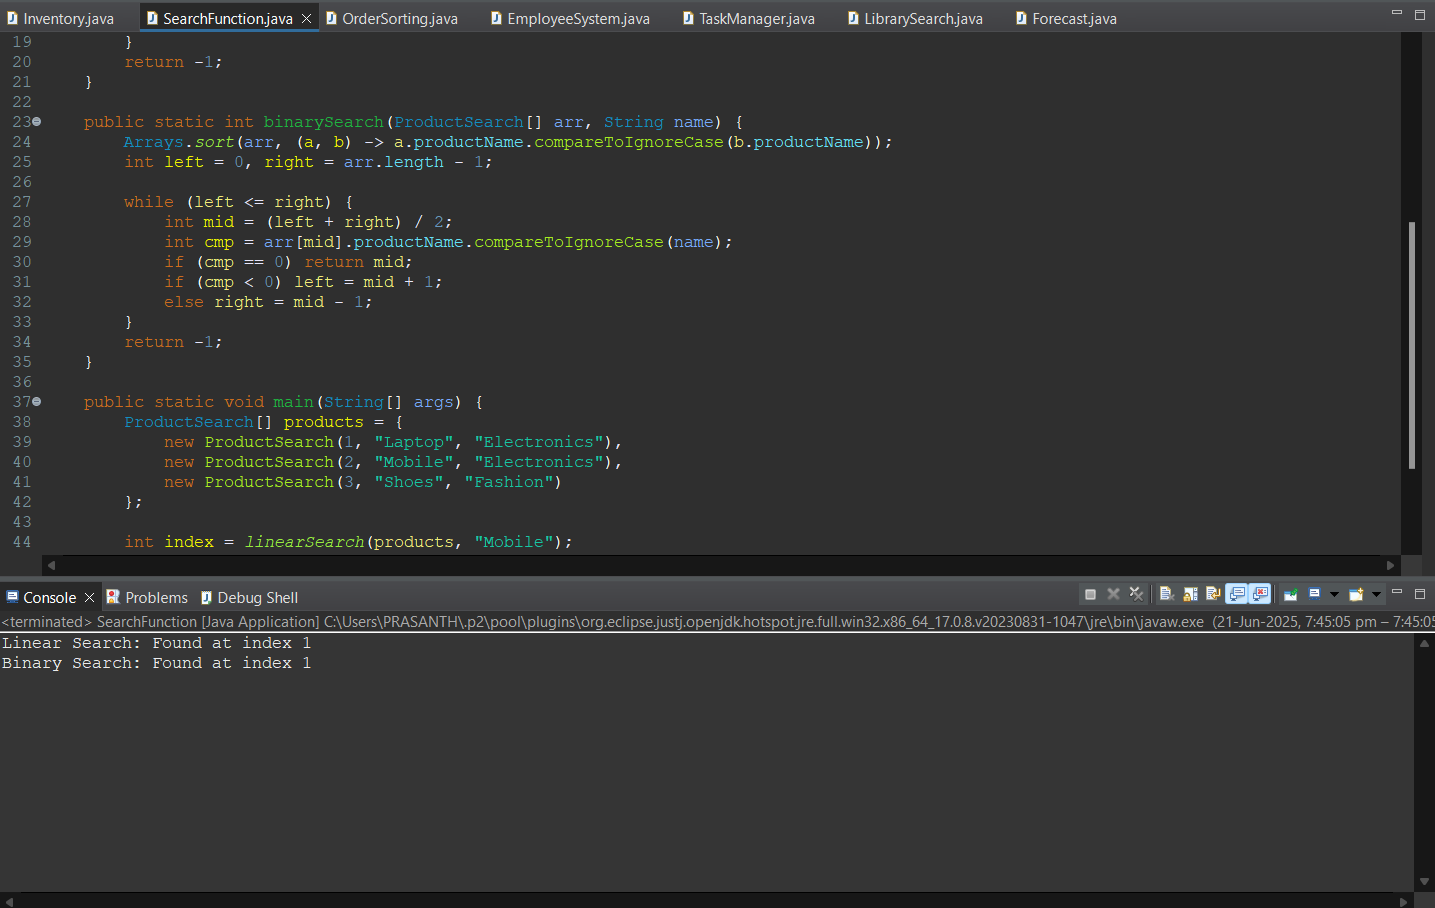 Inventory.java SearchFunction.java OrderSorting.java EmployeeSystem.java TaskManager.java LibrarySearch.java Forecast.java
19         }
20         return -1;
21     }
22
23     public static int binarySearch(ProductSearch[] arr, String name) {
24         Arrays.sort(arr, (a, b) -> a.productName.compareToIgnoreCase(b.productName));
25         int left = 0, right = arr.length - 1;
26
27         while (left <= right) {
28             int mid = (left + right) / 2;
29             int cmp = arr[mid].productName.compareToIgnoreCase(name);
30             if (cmp == 0) return mid;
31             if (cmp < 0) left = mid + 1;
32             else right = mid - 1;
33         }
34         return -1;
35     }
36
37     public static void main(String[] args) {
38         ProductSearch[] products = {
39             new ProductSearch(1, "Laptop", "Electronics"),
40             new ProductSearch(2, "Mobile", "Electronics"),
41             new ProductSearch(3, "Shoes", "Fashion")
42         };
43
44         int index = linearSearch(products, "Mobile");
Console Problems Debug Shell
<terminated> SearchFunction [Java Application] C:\Users\PRASANTH\.p2\pool\plugins\org.eclipse.justj.openjdk.hotspot.jre.full.win32.x86_64_17.0.8.v20230831-1047\jre\bin\javaw.exe (21-Jun-2025, 7:45:05 pm – 7:45:05
Linear Search: Found at index 1
Binary Search: Found at index 1